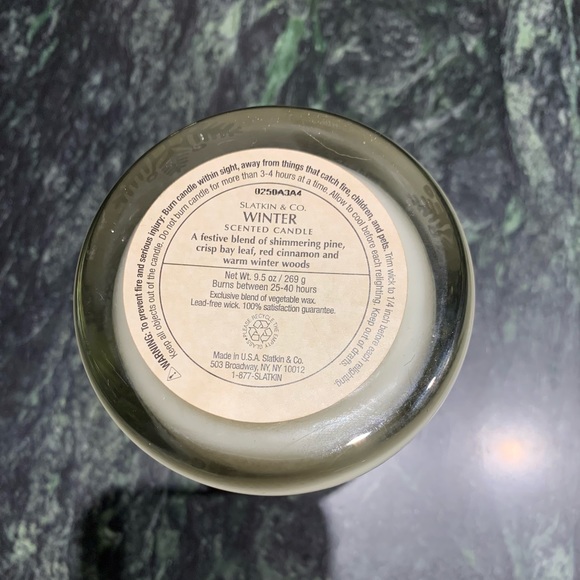 ⚠WARNING: To prevent fire and serious injury: Burn candle within sight, away from things that catch fire, children, and pets. Trim wick to 1/4 inch before each relighting.
Keep all objects out of the candle. Do not burn candle for more than 3-4 hours at a time. Allow to cool before each relighting. Keep out of drafts.
0250A3A4
SLATKIN & CO.
WINTER
SCENTED CANDLE
A festive blend of shimmering pine,
crisp bay leaf, red cinnamon and
warm winter woods
Net Wt. 9.5 oz / 269 g
Burns between 25-40 hours
Exclusive blend of vegetable wax.
Lead-free wick. 100% satisfaction guarantee.
PLEASE RECYCLE THE EMPTY GLASS
Made in U.S.A. Slatkin & Co.
503 Broadway, NY, NY 10012
1-877-SLATKIN